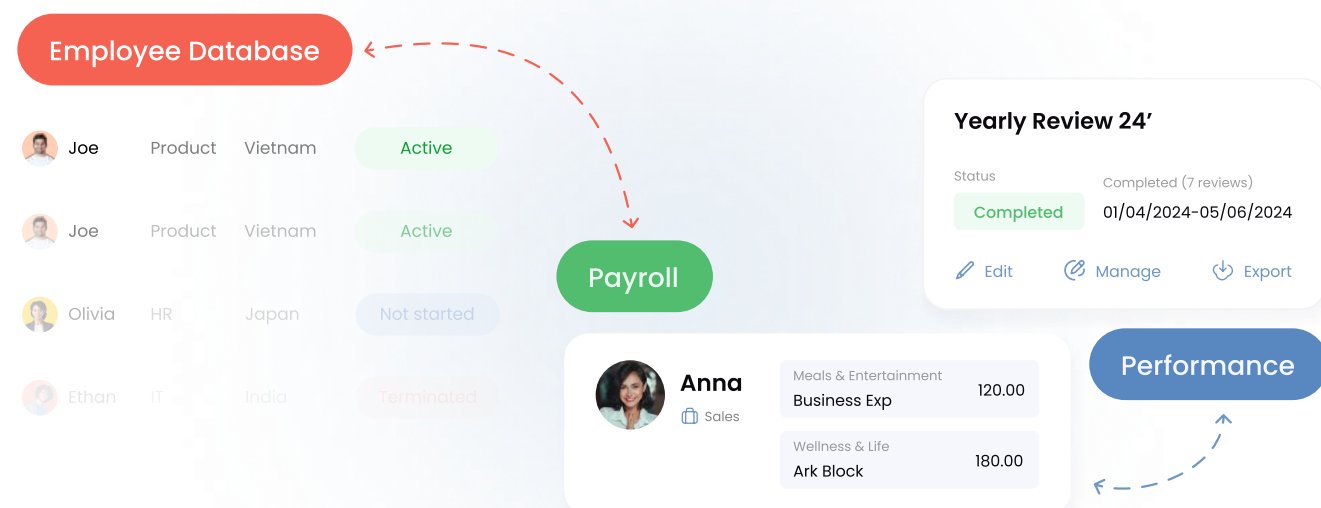 Employee Database
Joe Product Vietnam Active
Joe Product Vietnam Active
Olivia HR Japan Not started
Ethan IT India Terminated
Payroll
Anna
Sales
Meals & Entertainment
Business Exp
120.00
Wellness & Life
Ark Block
180.00
Yearly Review 24’
Status
Completed
Completed (7 reviews)
01/04/2024-05/06/2024
Edit Manage Export
Performance